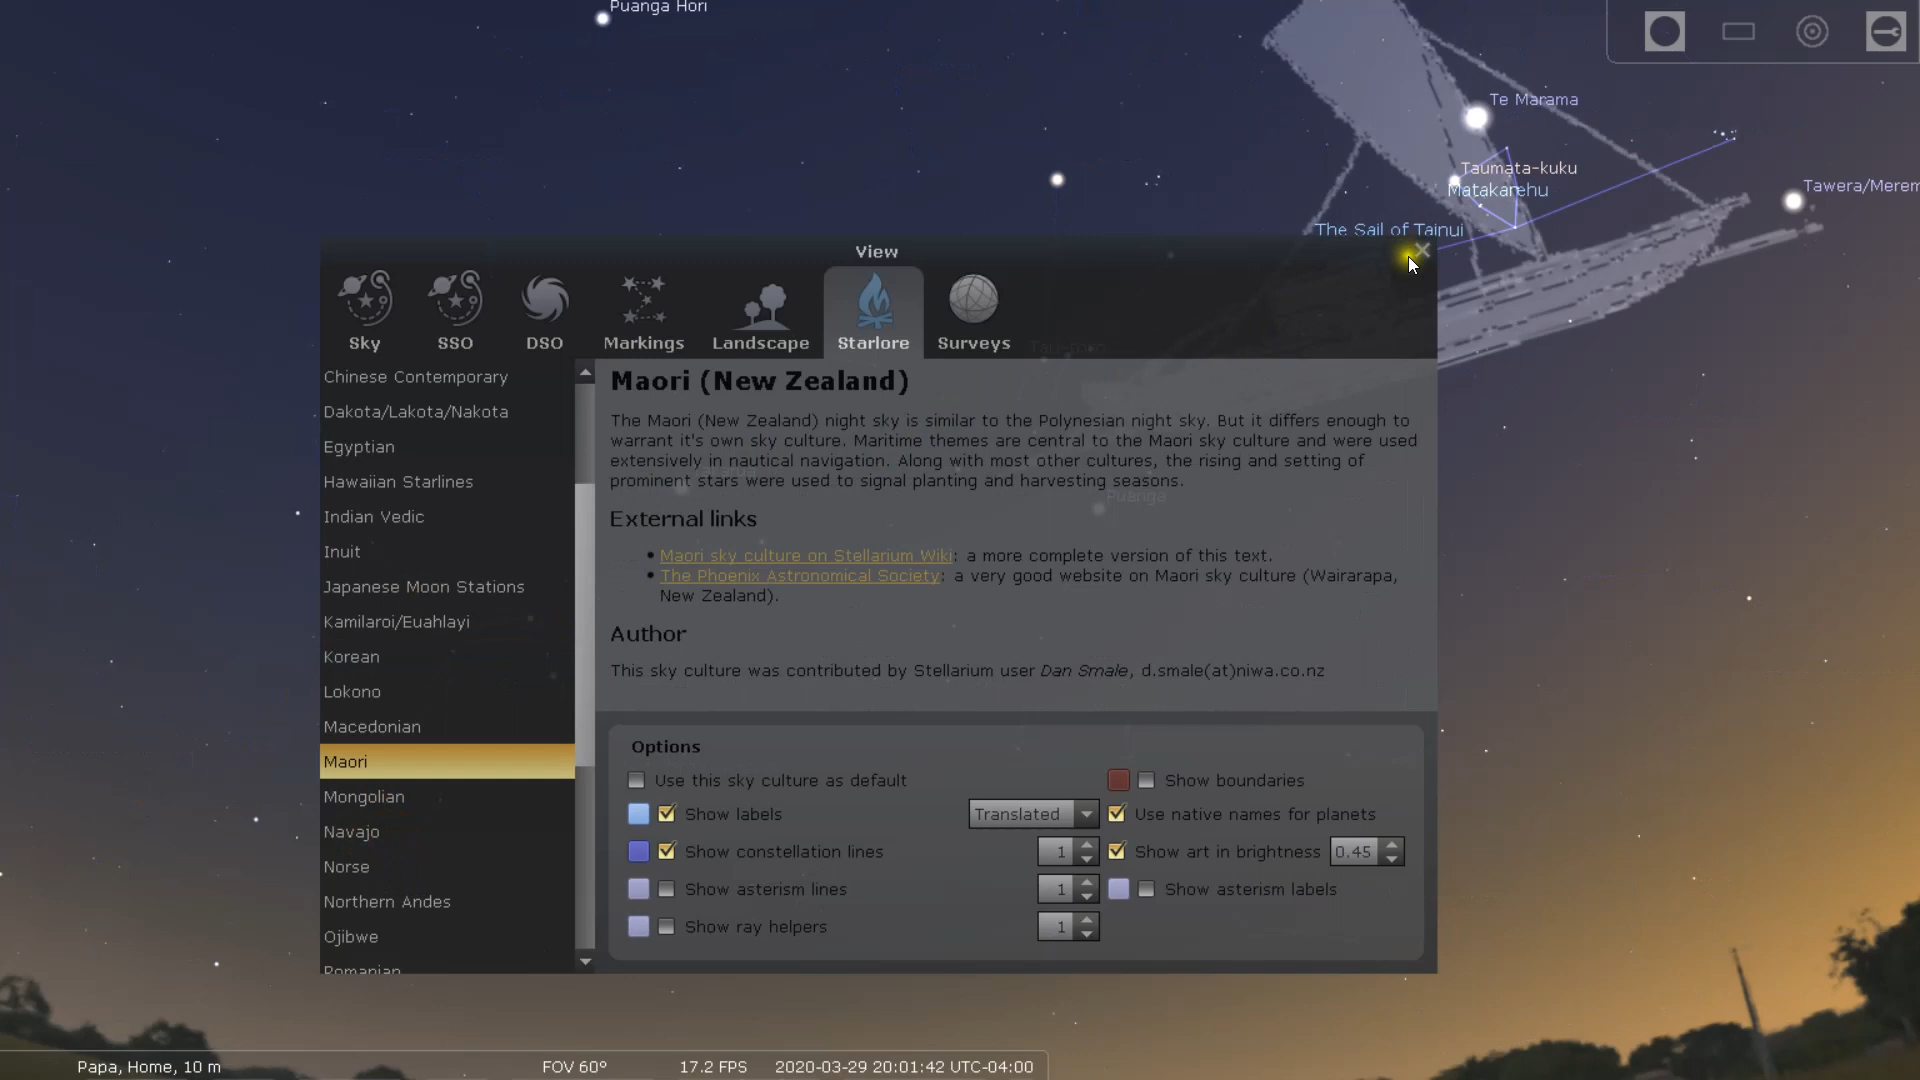 Puanga Hori
Te Marama
Taumata-kuku
Matakarehu
The Sail of Tainui
View
Sky
SSO
DSO
Markings
Landscape
Starlore
Surveys
Chinese Contemporary
Dakota/Lakota/Nakota
Egyptian
Hawaiian Starlines
Indian Vedic
Inuit
Japanese Moon Stations
Kamilaroi/Euahlayi
Korean
Lokono
Macedonian
Maori
Mongolian
Navajo
Norse
Northern Andes
Ojibwe
Romanian
Maori (New Zealand)
The Maori (New Zealand) night sky is similar to the Polynesian night sky. But it differs enough to
warrant it's own sky culture. Maritime themes are central to the Maori sky culture and were used
extensively in nautical navigation. Along with most other cultures, the rising and setting of
prominent stars were used to signal planting and harvesting seasons.
Puanga
External links
• Maori sky culture on Stellarium Wiki: a more complete version of this text.
• The Phoenix Astronomical Society: a very good website on Maori sky culture (Wairarapa,
New Zealand).
Author
This sky culture was contributed by Stellarium user Dan Smale, d.smale(at)niwa.co.nz
Options
Use this sky culture as default
Show boundaries
Show labels
Translated
Use native names for planets
Show constellation lines
1
Show art in brightness
0.45
Show asterism lines
1
Show asterism labels
Show ray helpers
1
Papa, Home, 10 m
FOV 60°
17.2 FPS
2020-03-29 20:01:42 UTC-04:00